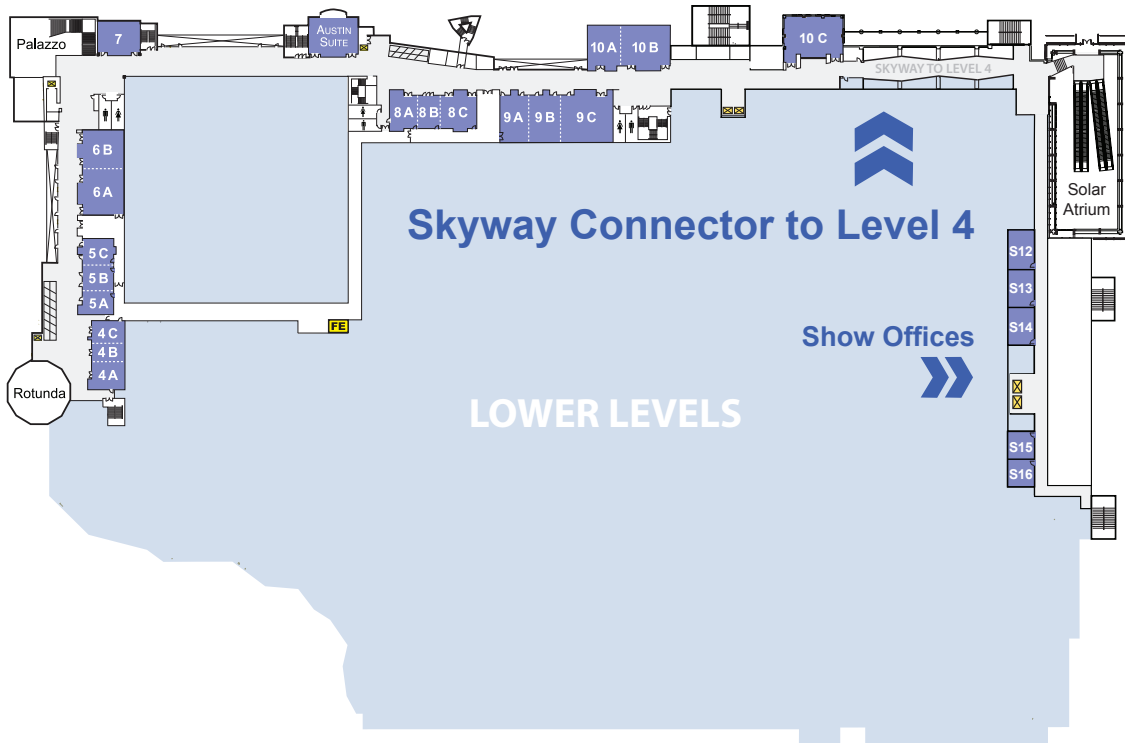 Palazzo
7
AUSTIN
SUITE
10 A
10 B
10 C
SKYWAY TO LEVEL 4
8 A
8 B
8 C
9 A
9 B
9 C
6 B
6 A
Solar
Atrium
Skyway Connector to Level 4
5 C
5 B
5 A
S12
S13
S14
FE
4 C
4 B
4 A
Show Offices
Rotunda
LOWER LEVELS
S15
S16